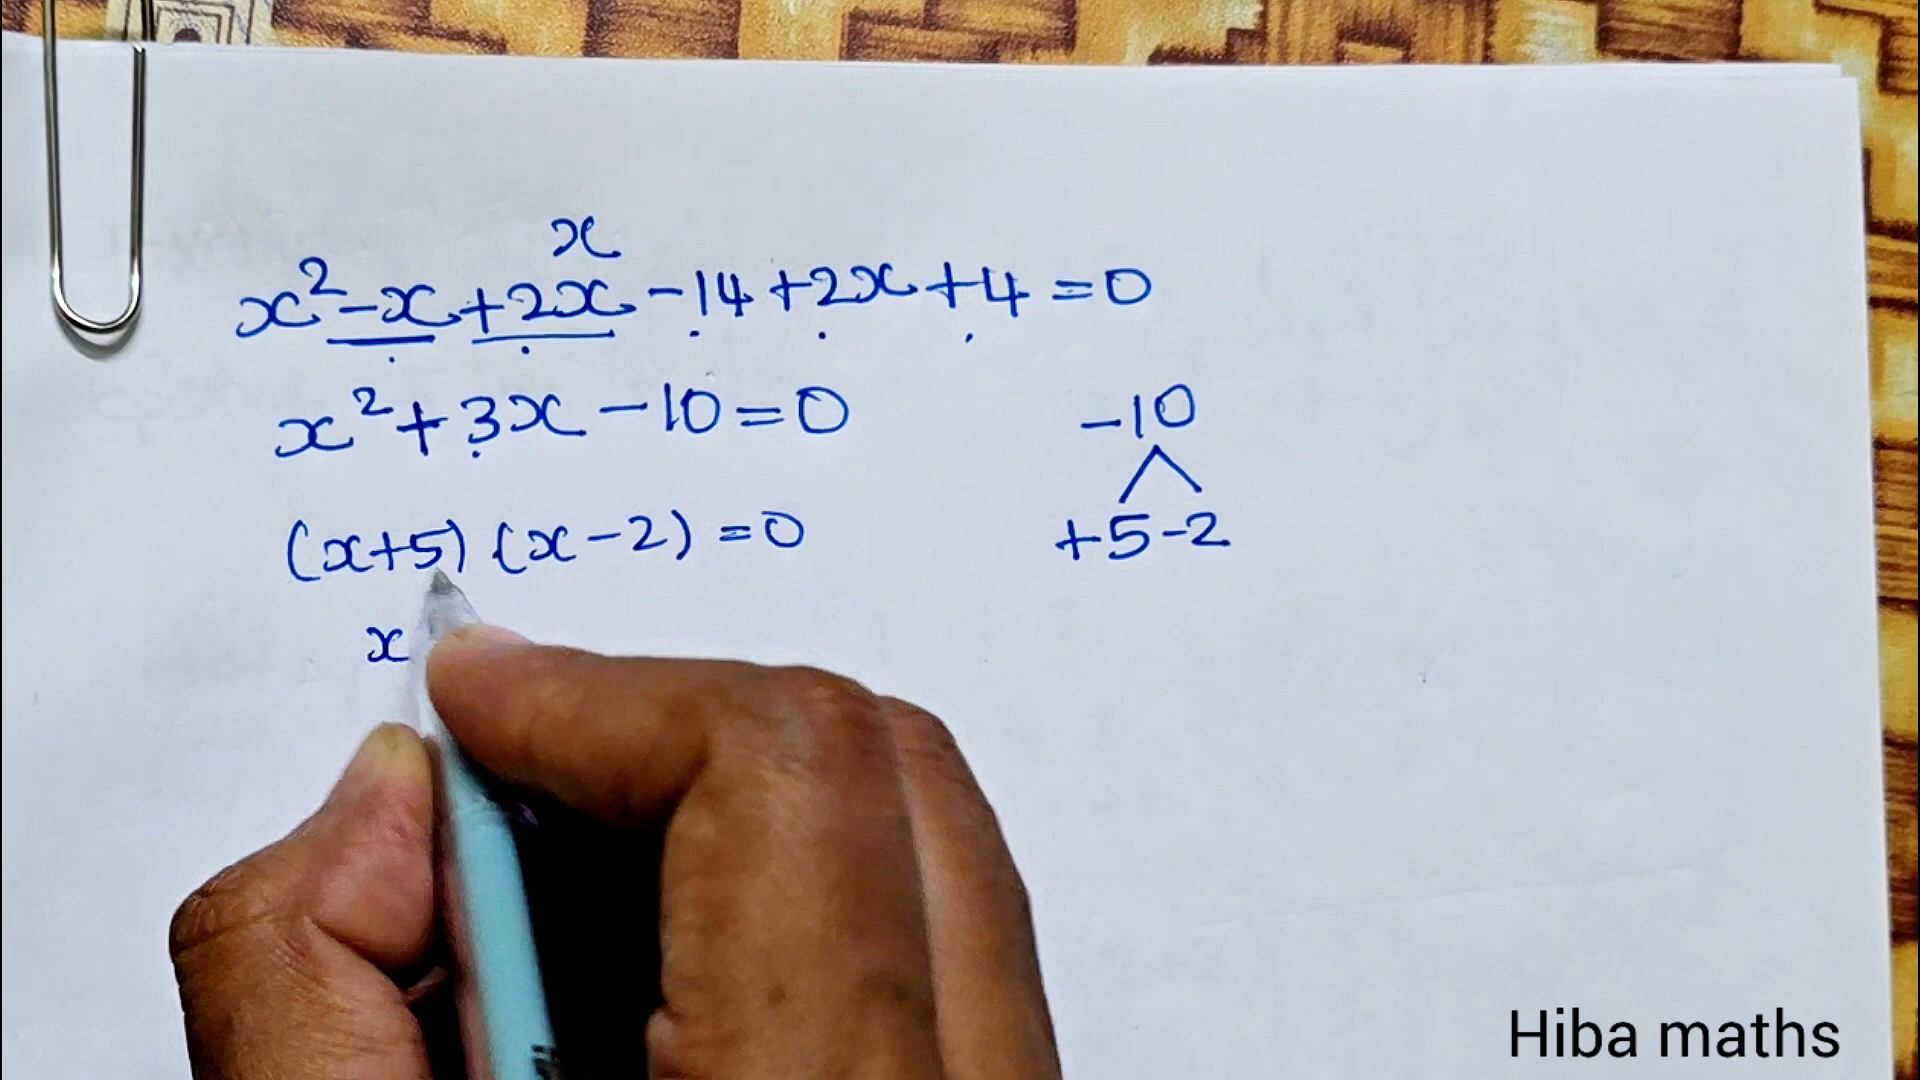 x
x² -x +2x -14 +2x +4 = 0
x² + 3x - 10 = 0
-10
(x+5) (x-2) = 0
+5 -2
x
Hiba maths